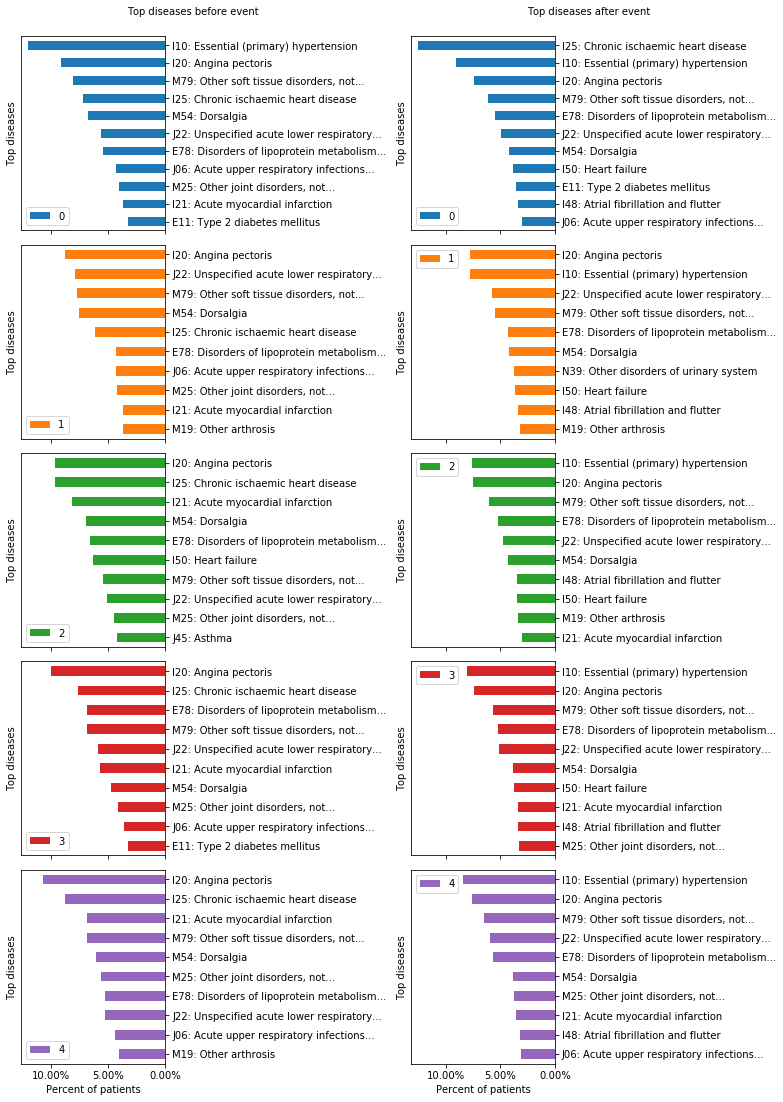 Top diseases before event
Top diseases
I10: Essential (primary) hypertension
I20: Angina pectoris
M79: Other soft tissue disorders, not...
I25: Chronic ischaemic heart disease
M54: Dorsalgia
J22: Unspecified acute lower respiratory...
E78: Disorders of lipoprotein metabolism...
J06: Acute upper respiratory infections...
M25: Other joint disorders, not...
I21: Acute myocardial infarction
E11: Type 2 diabetes mellitus
0
Top diseases after event
Top diseases
I25: Chronic ischaemic heart disease
I10: Essential (primary) hypertension
I20: Angina pectoris
M79: Other soft tissue disorders, not...
E78: Disorders of lipoprotein metabolism...
J22: Unspecified acute lower respiratory...
M54: Dorsalgia
I50: Heart failure
E11: Type 2 diabetes mellitus
I48: Atrial fibrillation and flutter
J06: Acute upper respiratory infections...
0
Top diseases
I20: Angina pectoris
J22: Unspecified acute lower respiratory...
M79: Other soft tissue disorders, not...
M54: Dorsalgia
I25: Chronic ischaemic heart disease
E78: Disorders of lipoprotein metabolism...
J06: Acute upper respiratory infections...
M25: Other joint disorders, not...
I21: Acute myocardial infarction
M19: Other arthrosis
1
Top diseases
1
I20: Angina pectoris
I10: Essential (primary) hypertension
J22: Unspecified acute lower respiratory...
M79: Other soft tissue disorders, not...
E78: Disorders of lipoprotein metabolism...
M54: Dorsalgia
N39: Other disorders of urinary system
I50: Heart failure
I48: Atrial fibrillation and flutter
M19: Other arthrosis
Top diseases
I20: Angina pectoris
I25: Chronic ischaemic heart disease
I21: Acute myocardial infarction
M54: Dorsalgia
E78: Disorders of lipoprotein metabolism...
I50: Heart failure
M79: Other soft tissue disorders, not...
J22: Unspecified acute lower respiratory...
M25: Other joint disorders, not...
J45: Asthma
2
Top diseases
2
I10: Essential (primary) hypertension
I20: Angina pectoris
M79: Other soft tissue disorders, not...
E78: Disorders of lipoprotein metabolism...
J22: Unspecified acute lower respiratory...
M54: Dorsalgia
I48: Atrial fibrillation and flutter
I50: Heart failure
M19: Other arthrosis
I21: Acute myocardial infarction
Top diseases
I20: Angina pectoris
I25: Chronic ischaemic heart disease
E78: Disorders of lipoprotein metabolism...
M79: Other soft tissue disorders, not...
J22: Unspecified acute lower respiratory...
I21: Acute myocardial infarction
M54: Dorsalgia
M25: Other joint disorders, not...
J06: Acute upper respiratory infections...
E11: Type 2 diabetes mellitus
3
Top diseases
3
I10: Essential (primary) hypertension
I20: Angina pectoris
M79: Other soft tissue disorders, not...
E78: Disorders of lipoprotein metabolism...
J22: Unspecified acute lower respiratory...
M54: Dorsalgia
I50: Heart failure
I21: Acute myocardial infarction
I48: Atrial fibrillation and flutter
M25: Other joint disorders, not...
Top diseases
I20: Angina pectoris
I25: Chronic ischaemic heart disease
I21: Acute myocardial infarction
M79: Other soft tissue disorders, not...
M54: Dorsalgia
M25: Other joint disorders, not...
E78: Disorders of lipoprotein metabolism...
J22: Unspecified acute lower respiratory...
J06: Acute upper respiratory infections...
M19: Other arthrosis
4
10.00% 5.00% 0.00%
Percent of patients
Top diseases
4
I10: Essential (primary) hypertension
I20: Angina pectoris
M79: Other soft tissue disorders, not...
J22: Unspecified acute lower respiratory...
E78: Disorders of lipoprotein metabolism...
M54: Dorsalgia
M25: Other joint disorders, not...
I21: Acute myocardial infarction
I48: Atrial fibrillation and flutter
J06: Acute upper respiratory infections...
10.00% 5.00% 0.00%
Percent of patients